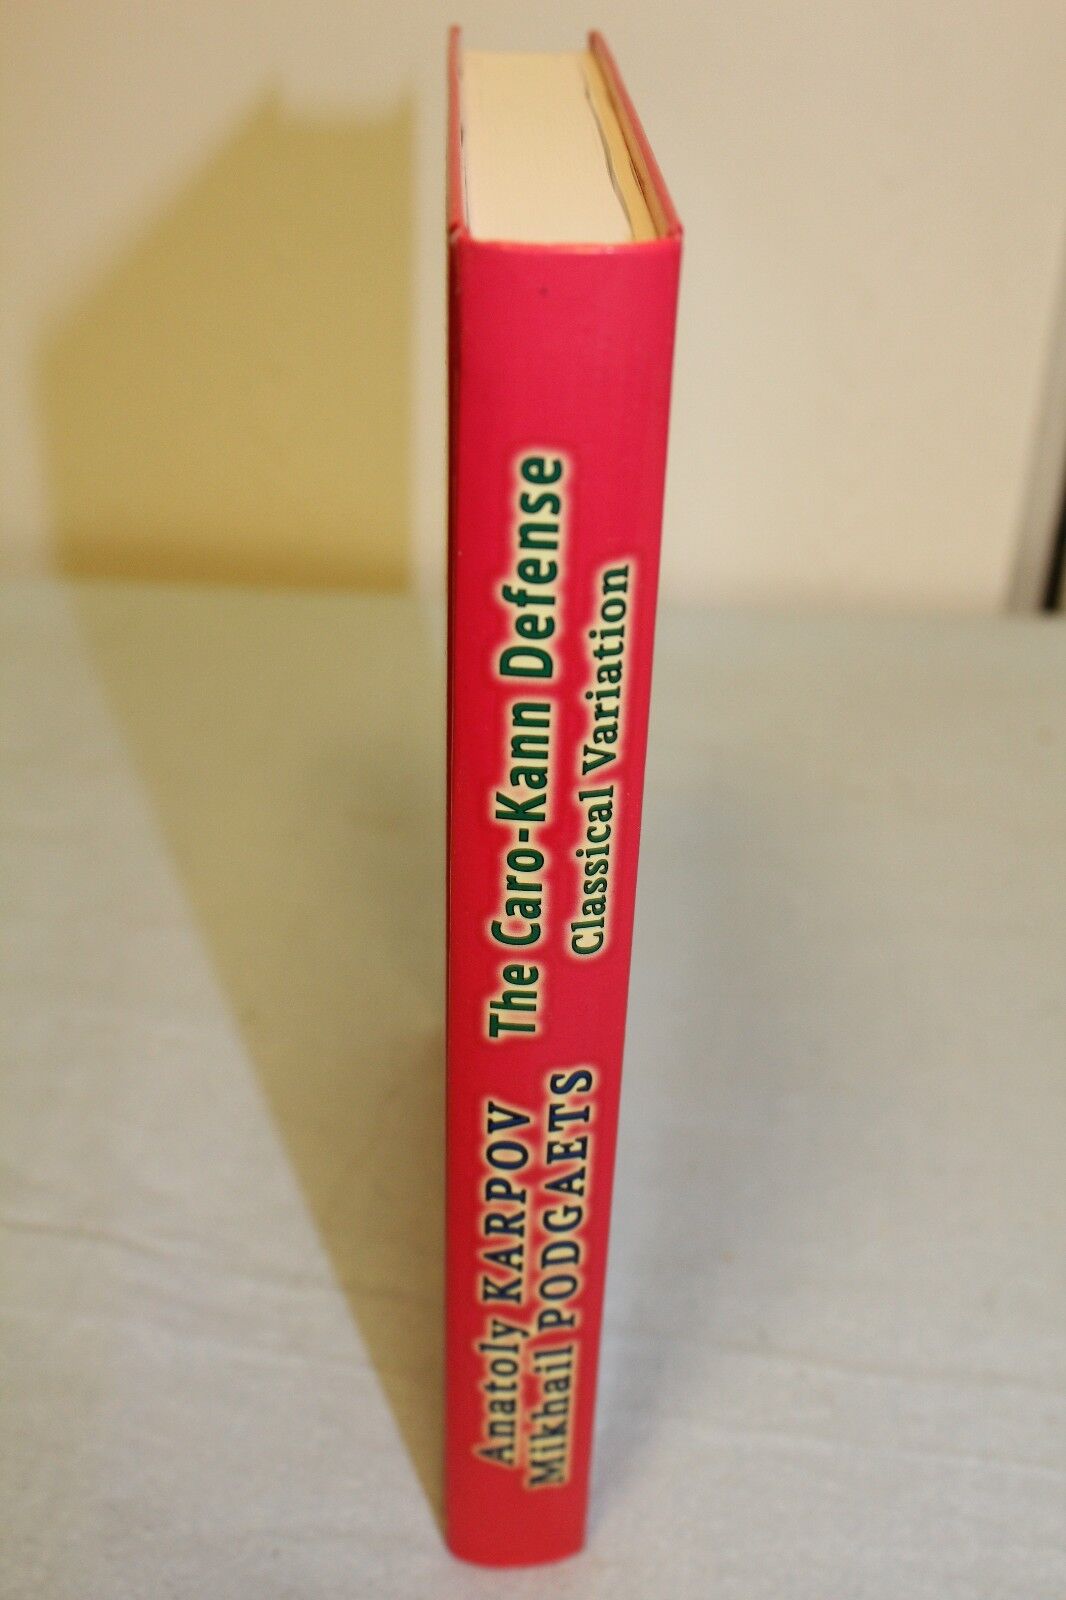 Anatoly KARPOV
Mikhail PODGAETS
The Caro-Kann Defense
Classical Variation